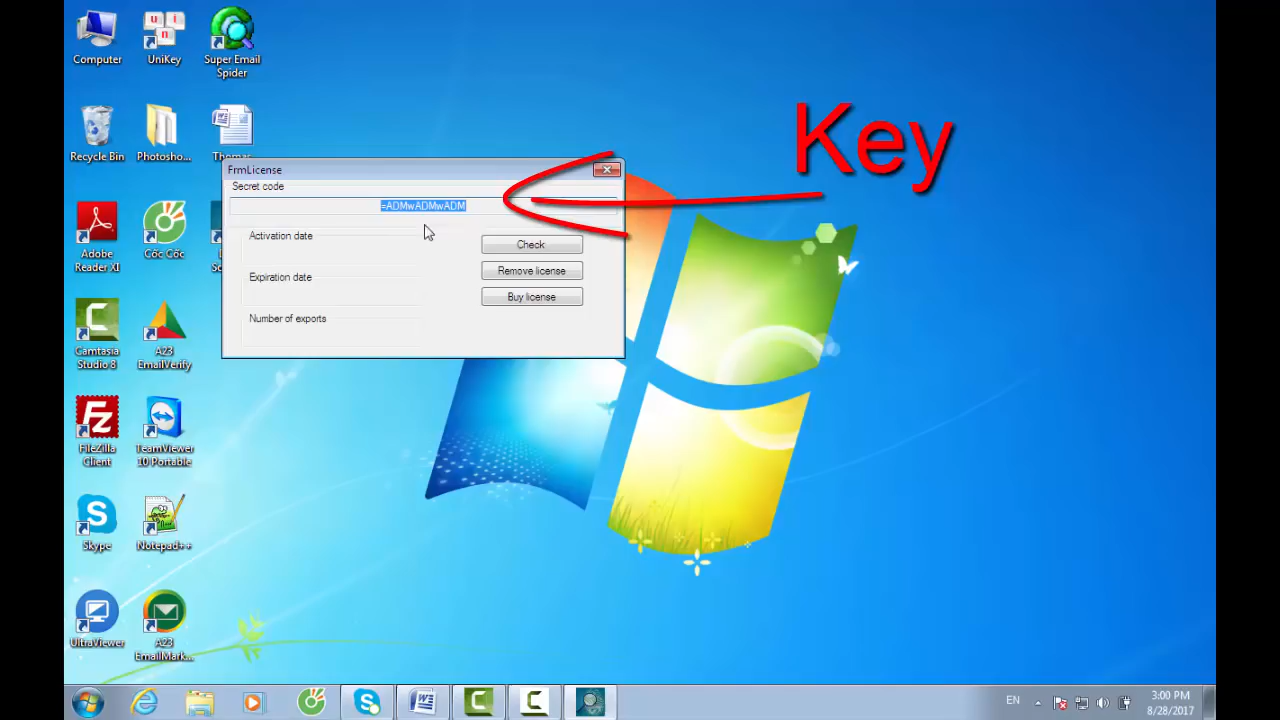 Computer
UniKey
Super Email
Spider
Recycle Bin
Photosho...
Thomas
Adobe
Reader XI
Cốc Cốc
Camtasia
Studio 8
A23
EmailVerify
FileZilla
Client
TeamViewer
10 Portable
Skype
Notepad++
UltraViewer
A23
EmailMark...
Key
FrmLicense
Secret code
=ADMwADMwADM
Activation date
Check
Expiration date
Remove license
Buy license
Number of exports
EN
3:00 PM
8/28/2017